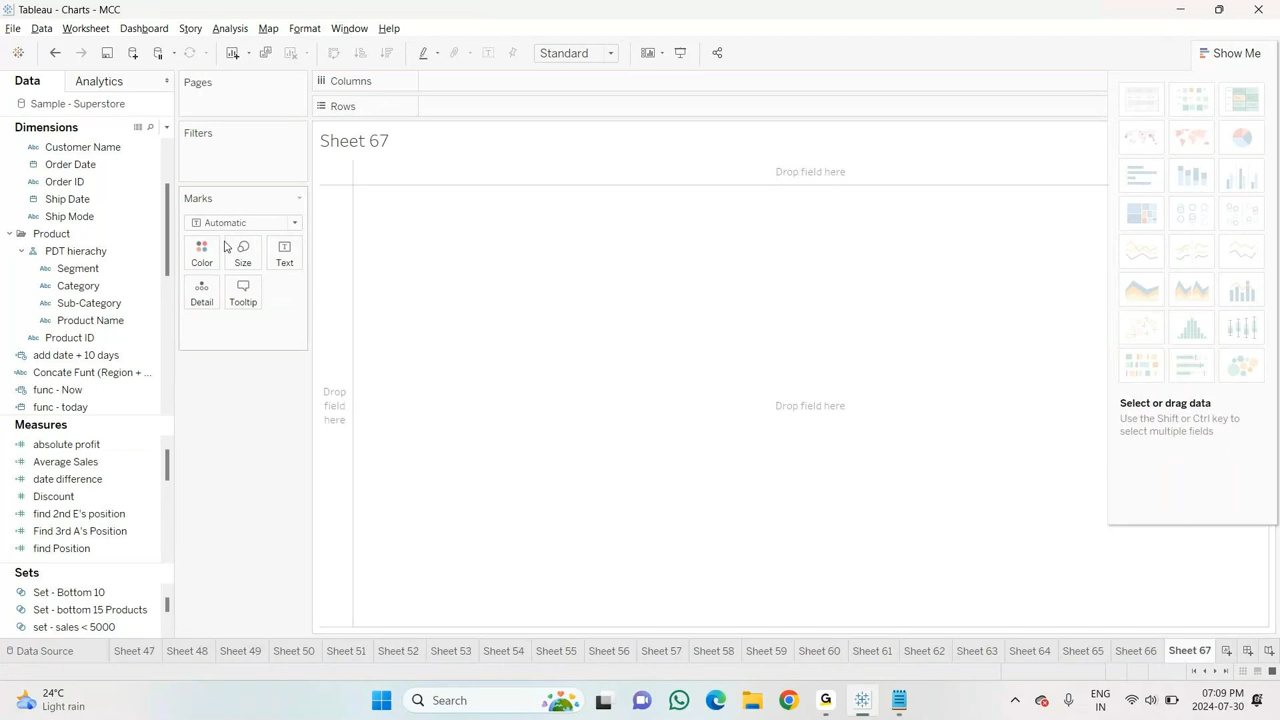 Tableau - Charts - MCC
File Data Worksheet Dashboard Story Analysis Map Format Window Help
Standard
Show Me
Data Analytics
Sample - Superstore
Dimensions
Customer Name
Order Date
Abc Order ID
Ship Date
Abc Ship Mode
Product
PDT hierachy
Abc Segment
Abc Category
Abc Sub-Category
Abc Product Name
Abc Product ID
add date + 10 days
Abc Concate Funt (Region + ...
func - Now
func - today
Measures
absolute profit
Average Sales
date difference
Discount
find 2nd E's position
Find 3rd A's Position
find Position
Sets
Set - Bottom 10
Set - bottom 15 Products
set - sales < 5000
Pages
Filters
Marks
Automatic
Color Size Text
Detail Tooltip
Columns
Rows
Sheet 67
Drop field here
Drop
field
here
Drop field here
Select or drag data
Use the Shift or Ctrl key to
select multiple fields
Data Source Sheet 47 Sheet 48 Sheet 49 Sheet 50 Sheet 51 Sheet 52 Sheet 53 Sheet 54 Sheet 55 Sheet 56 Sheet 57 Sheet 58 Sheet 59 Sheet 60 Sheet 61 Sheet 62 Sheet 63 Sheet 64 Sheet 65 Sheet 66 Sheet 67
24°C
Light rain
Search
ENG
IN
07:09 PM
2024-07-30